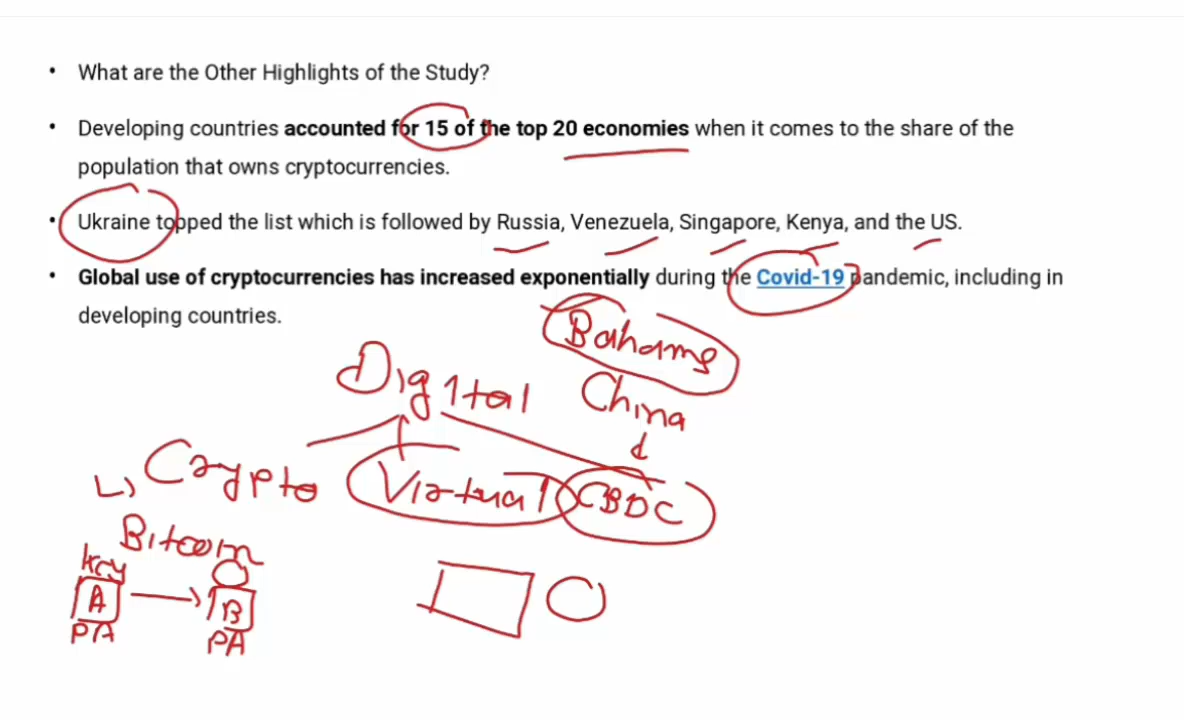 • What are the Other Highlights of the Study?
• Developing countries accounted for 15 of the top 20 economies when it comes to the share of the
population that owns cryptocurrencies.
• Ukraine topped the list which is followed by Russia, Venezuela, Singapore, Kenya, and the US.
• Global use of cryptocurrencies has increased exponentially during the Covid-19 pandemic, including in
developing countries.
Bahams
Digital China
Crypto Virtual CBDC
Bitcoin
key
A B
PA PA